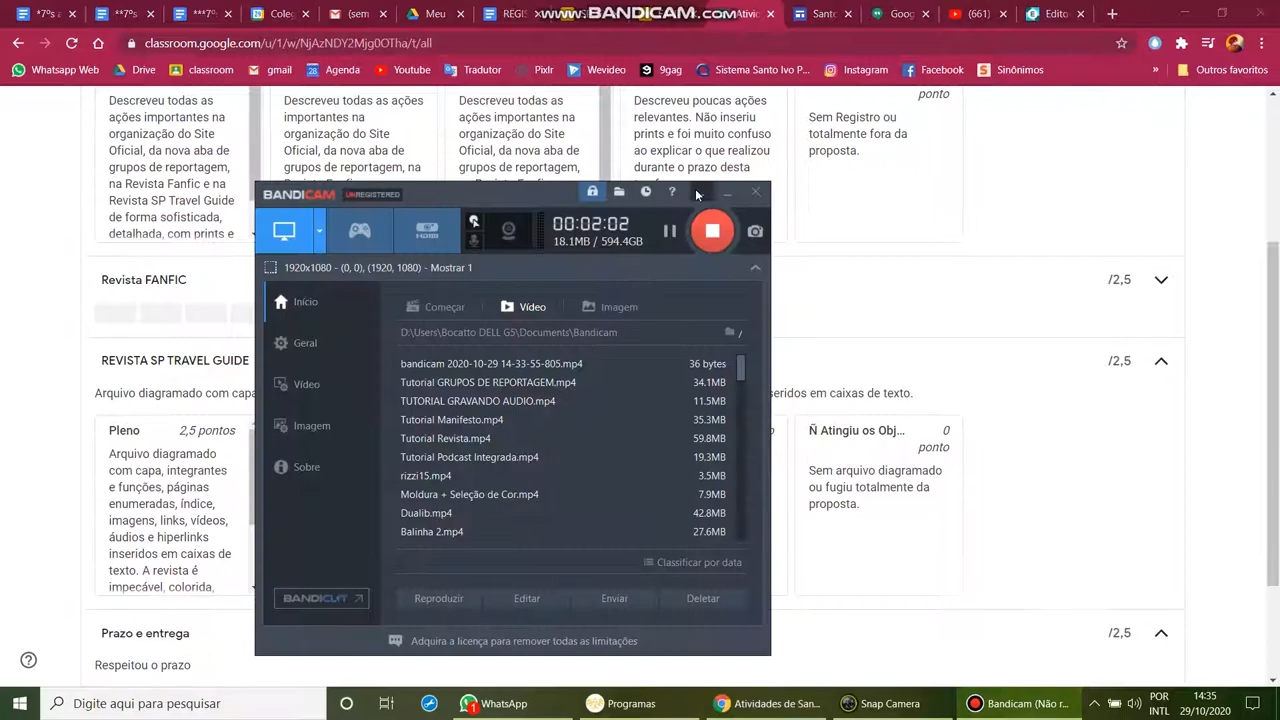 *7ºs a
***7º
Coleg
(sem
Meu
REGIS
www.BANDICAM.com
Ativid
Santo
Goog
(661)
Edito
classroom.google.com/u/1/w/NjAzNDY2Mjg0OTha/t/all
Whatsapp Web
Drive
classroom
gmail
Agenda
Youtube
Tradutor
Pixlr
Wevideo
9gag
Sistema Santo Ivo P...
Instagram
Facebook
Sinônimos
»
Outros favoritos
Descreveu todas as
ações importantes na
organização do Site
Oficial, da nova aba de
grupos de reportagem,
na Revista Fanfic e na
Revista SP Travel Guide
de forma sofisticada,
detalhada, com prints e
Descreveu todas as
ações importantes
na organização do
Site Oficial, da nova
aba de grupos de
reportagem, na
Descreveu todas as
ações importantes na
organização do Site
Oficial, da nova aba de
grupos de reportagem,
Descreveu poucas ações
relevantes. Não inseriu
prints e foi muito confuso
ao explicar o que realizou
durante o prazo desta
ponto
Sem Registro ou
totalmente fora da
proposta.
BANDICAM UNREGISTERED
00:02:02
18.1MB / 594.4GB
1920x1080 - (0, 0), (1920, 1080) - Mostrar 1
Início
Geral
Vídeo
Imagem
Sobre
BANDICUT
Começar
Vídeo
Imagem
D:\Users\Bocatto DELL G5\Documents\Bandicam
bandicam 2020-10-29 14-33-55-805.mp4 36 bytes
Tutorial GRUPOS DE REPORTAGEM.mp4 34.1MB
TUTORIAL GRAVANDO AUDIO.mp4 11.5MB
Tutorial Manifesto.mp4 35.3MB
Tutorial Revista.mp4 59.8MB
Tutorial Podcast Integrada.mp4 19.3MB
rizzi15.mp4 3.5MB
Moldura + Seleção de Cor.mp4 7.9MB
Dualib.mp4 42.8MB
Balinha 2.mp4 27.6MB
Classificar por data
Reproduzir
Editar
Enviar
Deletar
Adquira a licença para remover todas as limitações
Revista FANFIC /2,5
REVISTA SP TRAVEL GUIDE /2,5
Arquivo diagramado com capa
seridos em caixas de texto.
Pleno 2,5 pontos
Arquivo diagramado
com capa, integrantes
e funções, páginas
enumeradas, índice,
imagens, links, vídeos,
áudios e hiperlinks
inseridos em caixas de
texto. A revista é
impecável, colorida,
Ñ Atingiu os Obj... 0
ponto
Sem arquivo diagramado
ou fugiu totalmente da
proposta.
Prazo e entrega /2,5
Respeitou o prazo
Digite aqui para pesquisar
1
WhatsApp
Programas
Atividades de San...
Snap Camera
Bandicam (Não r...
POR
INTL
14:35
29/10/2020